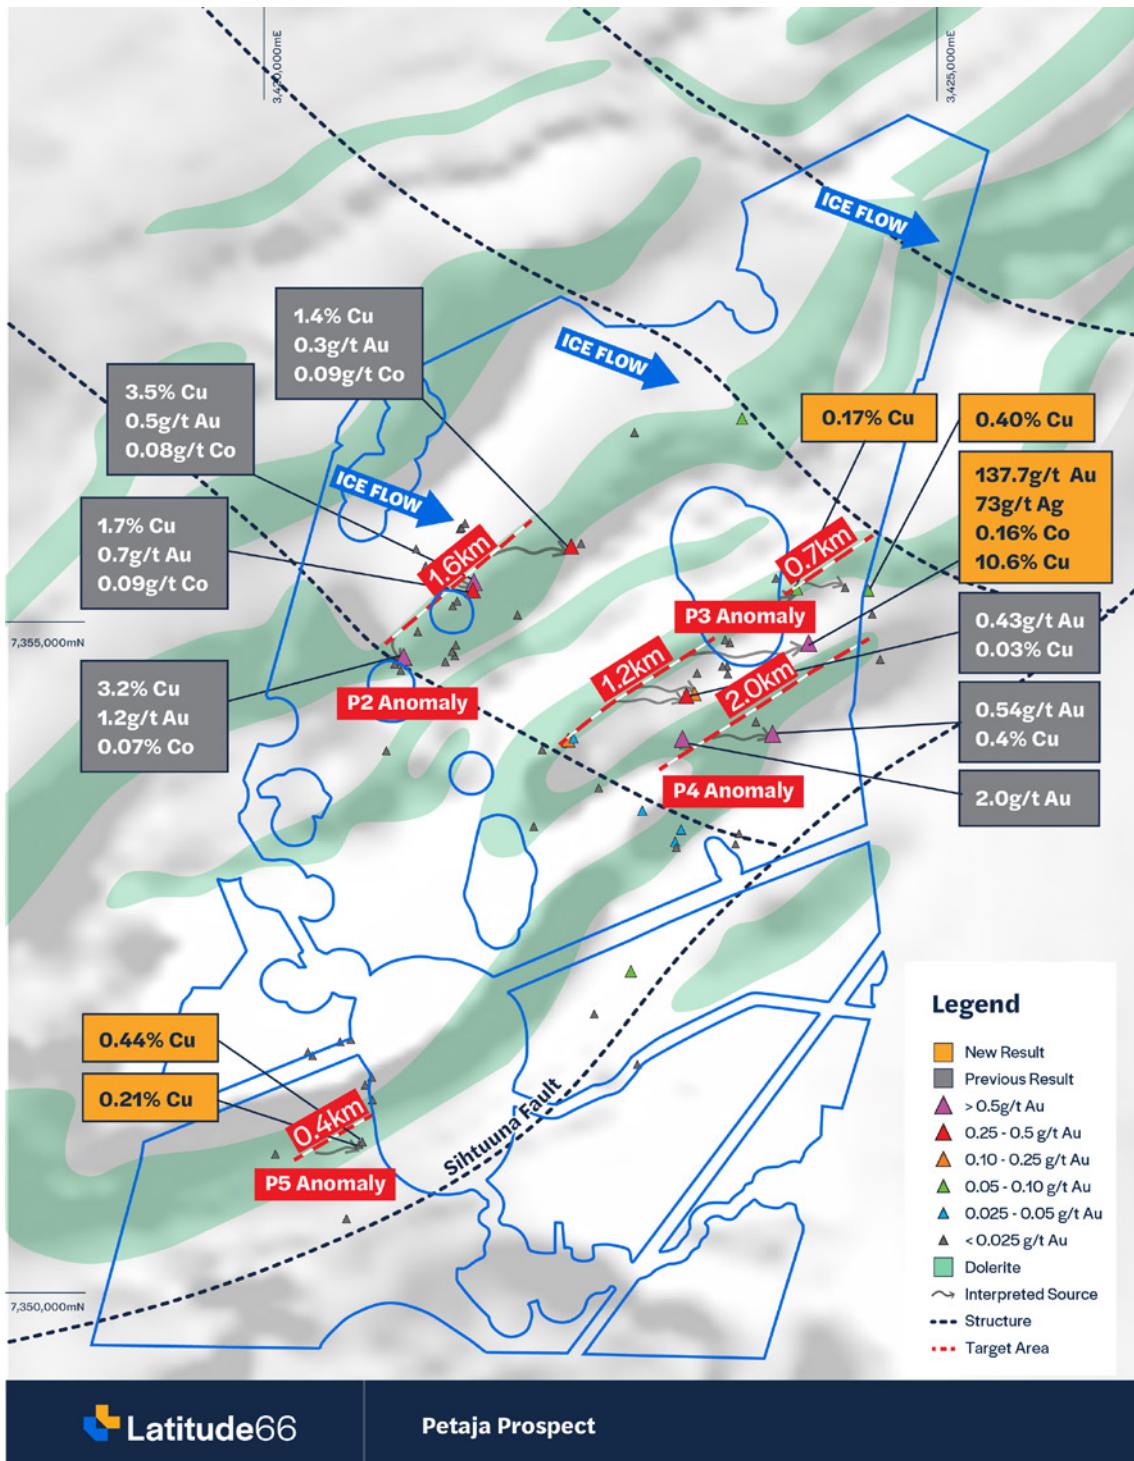 3,420,000mE
3,425,000mE
ICE FLOW
1.4% Cu
0.3g/t Au
0.09g/t Co
ICE FLOW
3.5% Cu
0.5g/t Au
0.08g/t Co
0.17% Cu
0.40% Cu
137.7g/t Au
73g/t Ag
0.16% Co
10.6% Cu
ICE FLOW
1.7% Cu
0.7g/t Au
0.09g/t Co
1.6km
0.7km
P3 Anomaly
0.43g/t Au
0.03% Cu
7,355,000mN
1.2km
2.0km
3.2% Cu
1.2g/t Au
0.07% Co
P2 Anomaly
0.54g/t Au
0.4% Cu
P4 Anomaly
2.0g/t Au
0.44% Cu
0.21% Cu
0.4km
P5 Anomaly
Sihtuuna Fault
7,350,000mN
Legend
New Result
Previous Result
> 0.5g/t Au
0.25 - 0.5 g/t Au
0.10 - 0.25 g/t Au
0.05 - 0.10 g/t Au
0.025 - 0.05 g/t Au
< 0.025 g/t Au
Dolerite
Interpreted Source
Structure
Target Area
Latitude66
Petaja Prospect